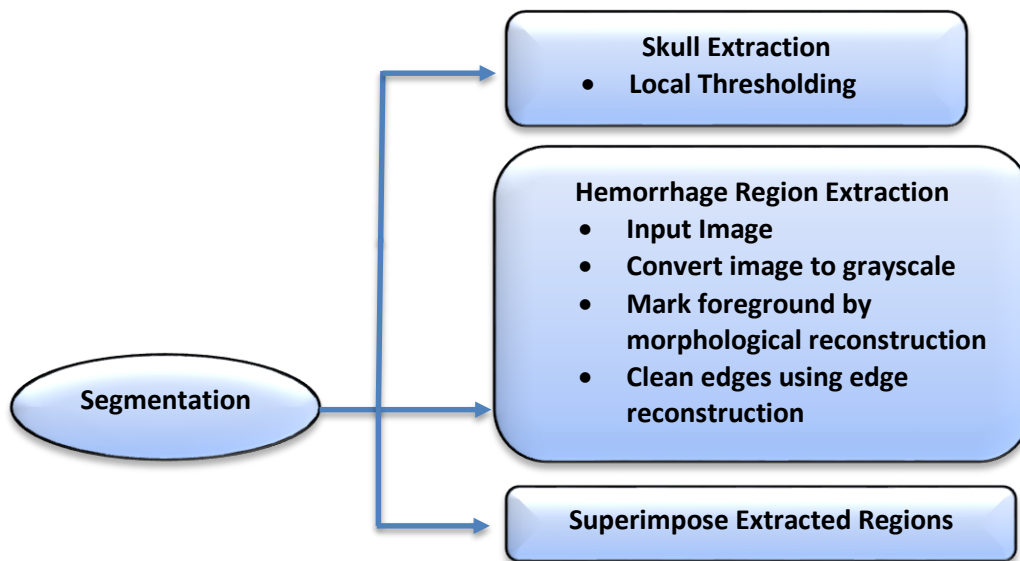 Skull Extraction
• Local Thresholding
Hemorrhage Region Extraction
• Input Image
• Convert image to grayscale
• Mark foreground by
morphological reconstruction
• Clean edges using edge
reconstruction
Segmentation
Superimpose Extracted Regions